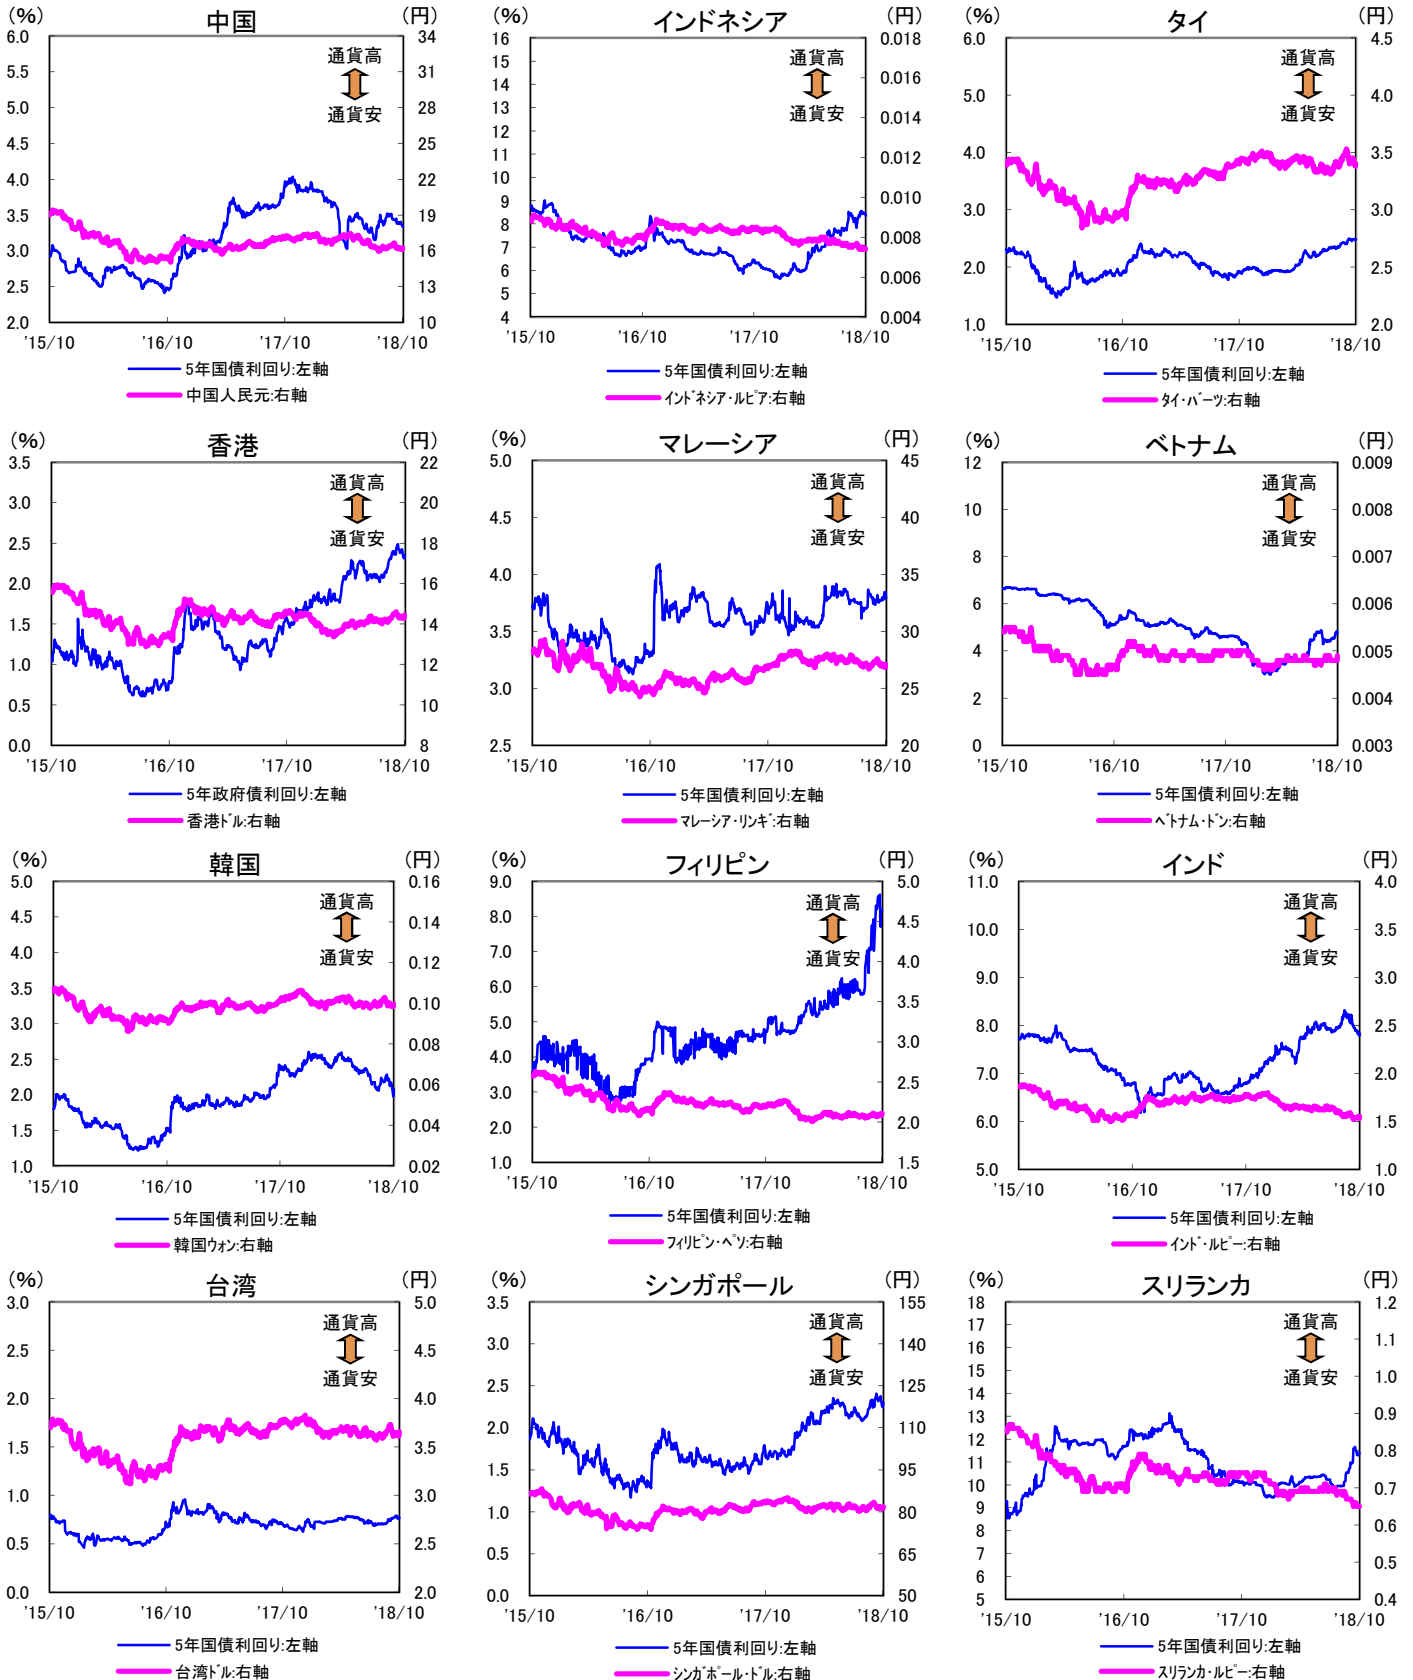 (%) 中国 (円)
6.0 5.5 5.0 4.5 4.0 3.5 3.0 2.5 2.0
34 31 28 25 22 19 16 13 10
通貨高
通貨安
'15/10 '16/10 '17/10 '18/10
5年国債利回り:左軸
中国人民元:右軸
(%) インドネシア (円)
16 15 14 13 12 11 10 9 8 7 6 5 4
0.018 0.016 0.014 0.012 0.010 0.008 0.006 0.004
通貨高
通貨安
'15/10 '16/10 '17/10 '18/10
5年国債利回り:左軸
インドネシア・ルピア:右軸
(%) タイ (円)
6.0 5.0 4.0 3.0 2.0 1.0
4.5 4.0 3.5 3.0 2.5 2.0
通貨高
通貨安
'15/10 '16/10 '17/10 '18/10
5年国債利回り:左軸
タイ・バーツ:右軸
(%) 香港 (円)
3.5 3.0 2.5 2.0 1.5 1.0 0.5 0.0
22 20 18 16 14 12 10 8
通貨高
通貨安
'15/10 '16/10 '17/10 '18/10
5年政府債利回り:左軸
香港ドル:右軸
(%) マレーシア (円)
5.0 4.5 4.0 3.5 3.0 2.5
45 40 35 30 25 20
通貨高
通貨安
'15/10 '16/10 '17/10 '18/10
5年国債利回り:左軸
マレーシア・リンギ:右軸
(%) ベトナム (円)
12 10 8 6 4 2 0
0.009 0.008 0.007 0.006 0.005 0.004 0.003
通貨高
通貨安
'15/10 '16/10 '17/10 '18/10
5年国債利回り:左軸
ベトナム・ドン:右軸
(%) 韓国 (円)
5.0 4.5 4.0 3.5 3.0 2.5 2.0 1.5 1.0
0.16 0.14 0.12 0.10 0.08 0.06 0.04 0.02
通貨高
通貨安
'15/10 '16/10 '17/10 '18/10
5年国債利回り:左軸
韓国ウォン:右軸
(%) フィリピン (円)
9.0 8.0 7.0 6.0 5.0 4.0 3.0 2.0 1.0
5.0 4.5 4.0 3.5 3.0 2.5 2.0 1.5
通貨高
通貨安
'15/10 '16/10 '17/10 '18/10
5年国債利回り:左軸
フィリピン・ペソ:右軸
(%) インド (円)
11.0 10.0 9.0 8.0 7.0 6.0 5.0
4.0 3.5 3.0 2.5 2.0 1.5 1.0
通貨高
通貨安
'15/10 '16/10 '17/10 '18/10
5年国債利回り:左軸
インド・ルピー:右軸
(%) 台湾 (円)
3.0 2.5 2.0 1.5 1.0 0.5 0.0
5.0 4.5 4.0 3.5 3.0 2.5 2.0
通貨高
通貨安
'15/10 '16/10 '17/10 '18/10
5年国債利回り:左軸
台湾ドル:右軸
(%) シンガポール (円)
3.5 3.0 2.5 2.0 1.5 1.0 0.5 0.0
155 140 125 110 95 80 65 50
通貨高
通貨安
'15/10 '16/10 '17/10 '18/10
5年国債利回り:左軸
シンガポール・ドル:右軸
(%) スリランカ (円)
18 17 16 15 14 13 12 11 10 9 8 7 6 5
1.2 1.1 1.0 0.9 0.8 0.7 0.6 0.5 0.4
通貨高
通貨安
'15/10 '16/10 '17/10 '18/10
5年国債利回り:左軸
スリランカ・ルピー:右軸